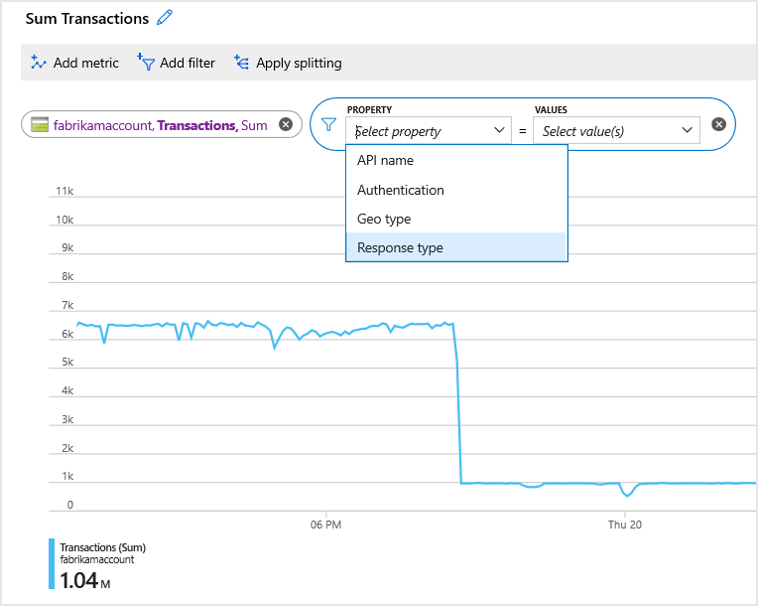 Sum Transactions
Add metric Add filter Apply splitting
fabrikamaccount, Transactions, Sum
PROPERTY VALUES
Select property = Select value(s)
API name
Authentication
Geo type
Response type
11k
10k
9k
8k
7k
6k
5k
4k
3k
2k
1k
0
06 PM Thu 20
Transactions (Sum)
fabrikamaccount
1.04 M